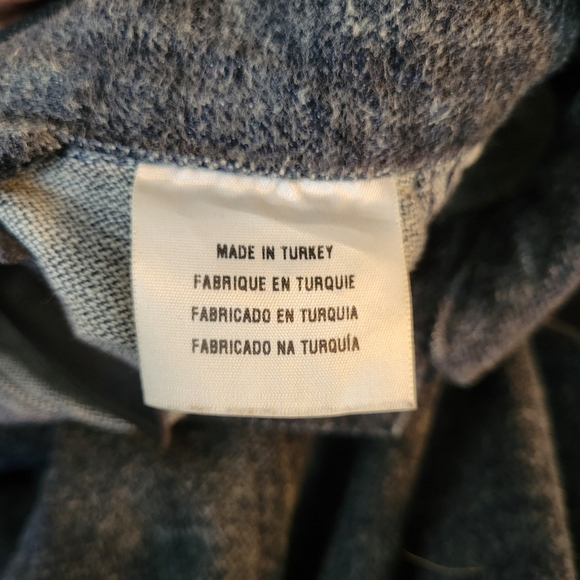 MADE IN TURKEY
FABRIQUE EN TURQUIE
FABRICADO EN TURQUIA
FABRICADO NA TURQUÍA